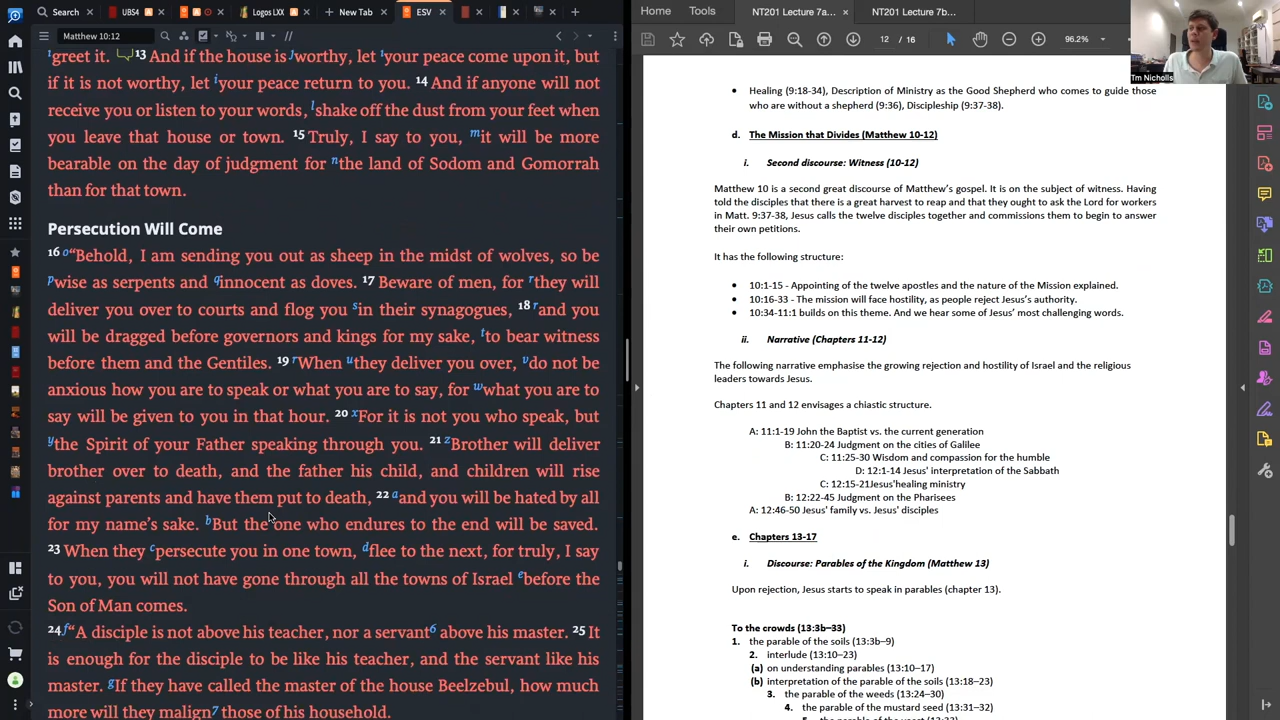 UBS4
Logos LXX
New Tab
ESV
Matthew 10:12
greet it. 13 And if the house is jworthy, let lyour peace come upon it, but
if it is not worthy, let iyour peace return to you. 14 And if anyone will not
receive you or listen to your words, lshake off the dust from your feet when
you leave that house or town. 15 Truly, I say to you, mit will be more
bearable on the day of judgment for nthe land of Sodom and Gomorrah
than for that town.
Persecution Will Come
16 o“Behold, I am sending you out as sheep in the midst of wolves, so be
pwise as serpents and qinnocent as doves. 17 Beware of men, for rthey will
deliver you over to courts and flog you sin their synagogues, 18 rand you
will be dragged before governors and kings for my sake, tto bear witness
before them and the Gentiles. 19 rWhen uthey deliver you over, vdo not be
anxious how you are to speak or what you are to say, for wwhat you are to
say will be given to you in that hour. 20 xFor it is not you who speak, but
ythe Spirit of your Father speaking through you. 21 zBrother will deliver
brother over to death, and the father his child, and children will rise
against parents and have them put to death, 22 aand you will be hated by all
for my name’s sake. bBut the one who endures to the end will be saved.
23 When they cpersecute you in one town, dflee to the next, for truly, I say
to you, you will not have gone through all the towns of Israel ebefore the
Son of Man comes.
24 f“A disciple is not above his teacher, nor a servant6 above his master. 25 It
is enough for the disciple to be like his teacher, and the servant like his
master. gIf they have called the master of the house Beelzebul, how much
more will they malign7 those of his household.
Home Tools NT201 Lecture 7a... NT201 Lecture 7b...
12 / 16 96.2%
Tm Nicholls
• Healing (9:18-34), Description of Ministry as the Good Shepherd who comes to guide those
who are without a shepherd (9:36), Discipleship (9:37-38).
d. The Mission that Divides (Matthew 10-12)
i. Second discourse: Witness (10-12)
Matthew 10 is a second great discourse of Matthew’s gospel. It is on the subject of witness. Having
told the disciples that there is a great harvest to reap and that they ought to ask the Lord for workers
in Matt. 9:37-38, Jesus calls the twelve disciples together and commissions them to begin to answer
their own petitions.
It has the following structure:
• 10:1-15 - Appointing of the twelve apostles and the nature of the Mission explained.
• 10:16-33 - The mission will face hostility, as people reject Jesus’s authority.
• 10:34-11:1 builds on this theme. And we hear some of Jesus’ most challenging words.
ii. Narrative (Chapters 11-12)
The following narrative emphasise the growing rejection and hostility of Israel and the religious
leaders towards Jesus.
Chapters 11 and 12 envisages a chiastic structure.
A: 11:1-19 John the Baptist vs. the current generation
B: 11:20-24 Judgment on the cities of Galilee
C: 11:25-30 Wisdom and compassion for the humble
D: 12:1-14 Jesus' interpretation of the Sabbath
C: 12:15-21Jesus'healing ministry
B: 12:22-45 Judgment on the Pharisees
A: 12:46-50 Jesus' family vs. Jesus' disciples
e. Chapters 13-17
i. Discourse: Parables of the Kingdom (Matthew 13)
Upon rejection, Jesus starts to speak in parables (chapter 13).
To the crowds (13:3b–33)
1. the parable of the soils (13:3b–9)
2. interlude (13:10–23)
(a) on understanding parables (13:10–17)
(b) interpretation of the parable of the soils (13:18–23)
3. the parable of the weeds (13:24–30)
4. the parable of the mustard seed (13:31–32)